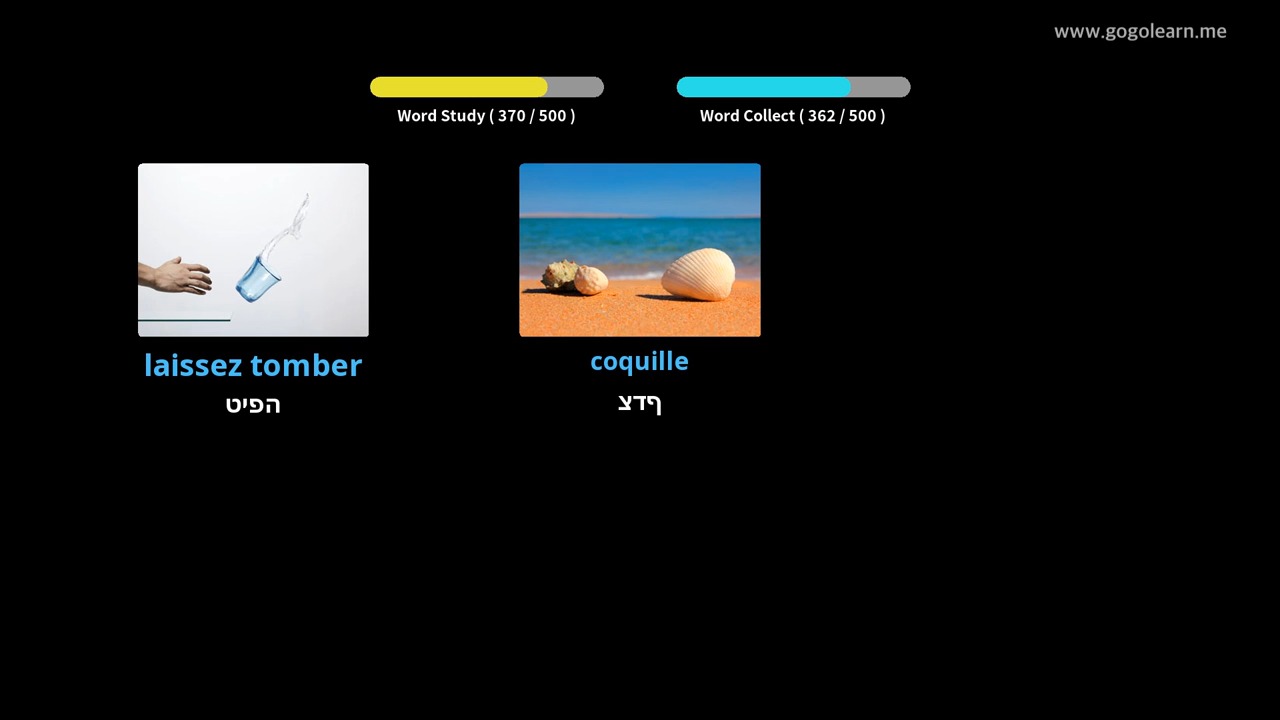 www.gogolearn.me
Word Study ( 370 / 500 )
Word Collect ( 362 / 500 )
laissez tomber
הפיט
coquille
ףדצ